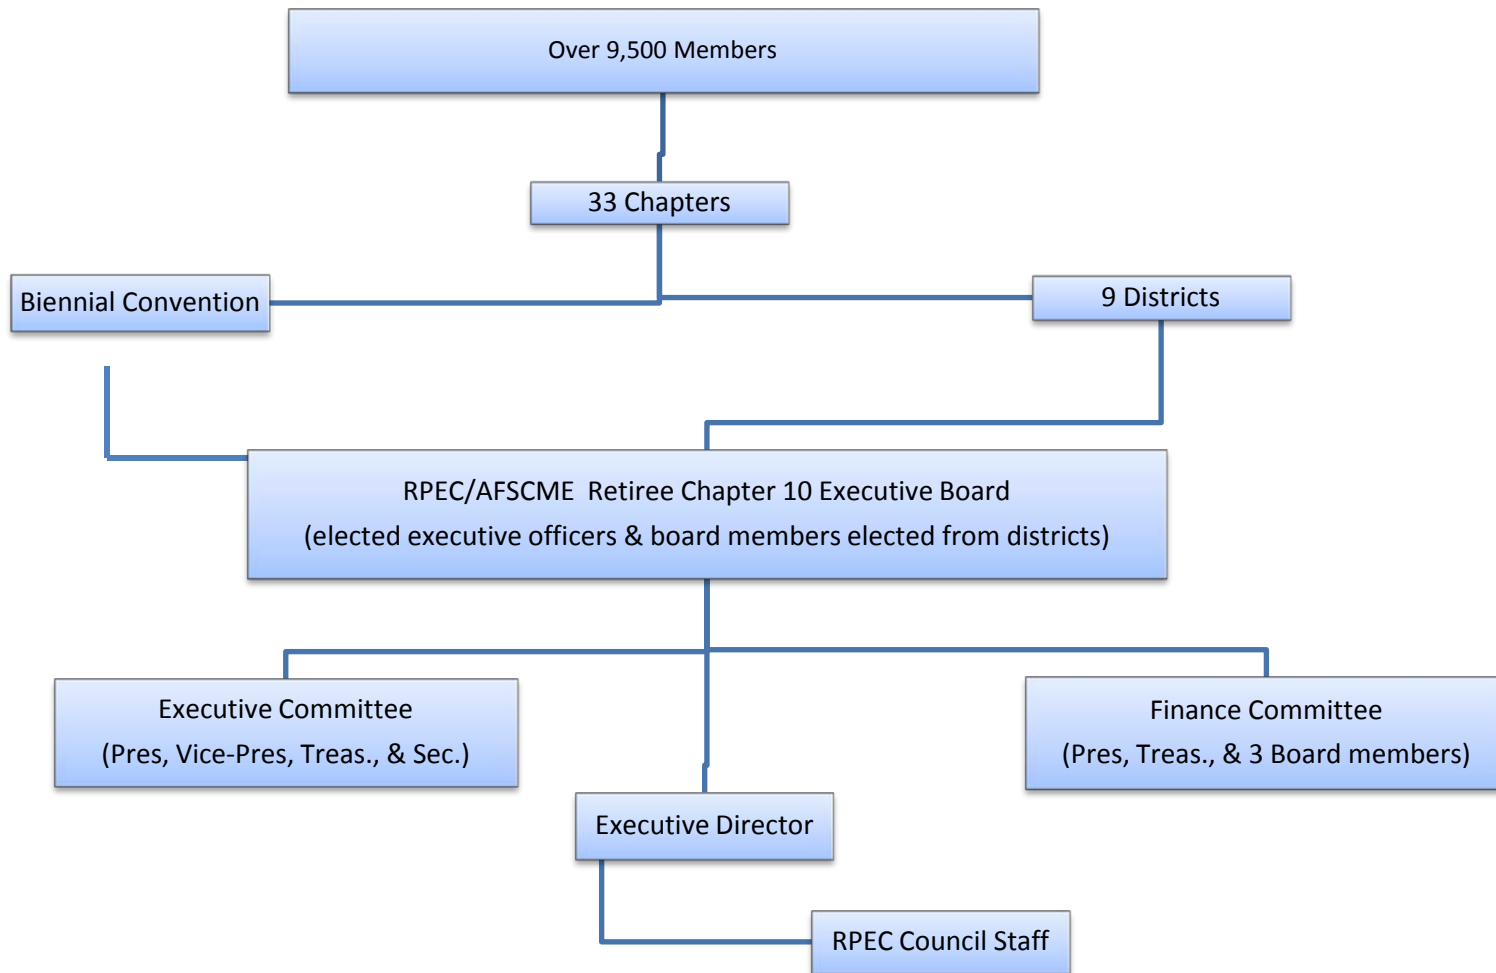 Over 9,500 Members
33 Chapters
Biennial Convention
9 Districts
RPEC/AFSCME  Retiree Chapter 10 Executive Board
(elected executive officers & board members elected from districts)
Executive Committee
(Pres, Vice-Pres, Treas., & Sec.)
Finance Committee
(Pres, Treas., & 3 Board members)
Executive Director
RPEC Council Staff